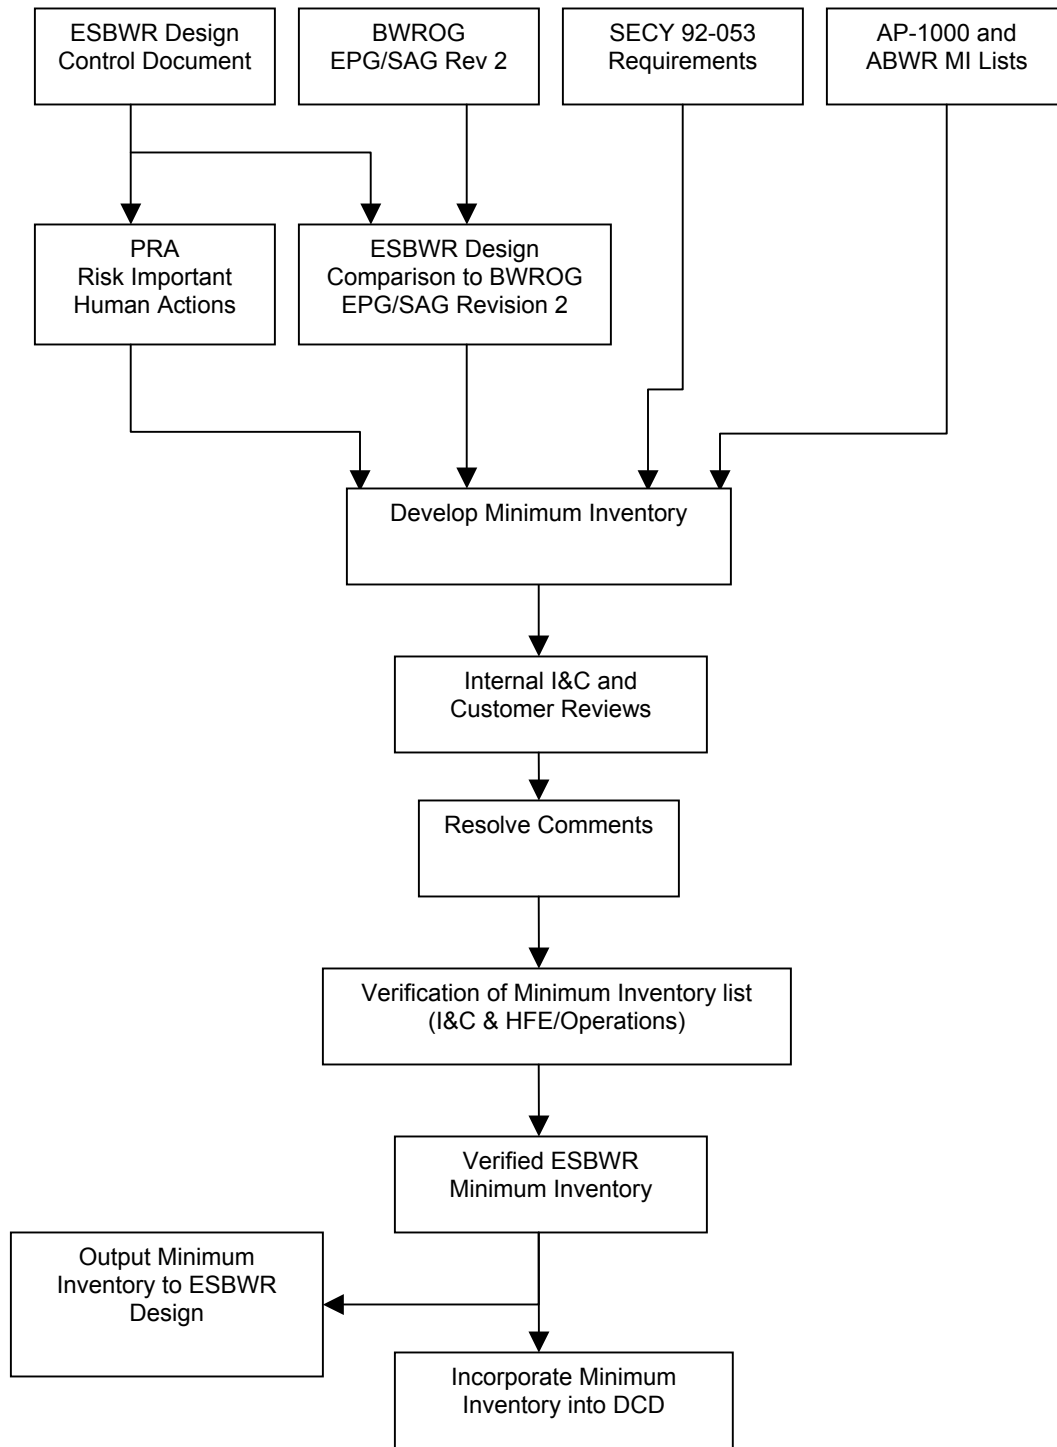 ESBWR Design
Control Document
BWROG
EPG/SAG Rev 2
SECY 92-053
Requirements
AP-1000 and
ABWR MI Lists
PRA
Risk Important
Human Actions
ESBWR Design
Comparison to BWROG
EPG/SAG Revision 2
Develop Minimum Inventory
Internal I&C and
Customer Reviews
Resolve Comments
Verification of Minimum Inventory list
(I&C & HFE/Operations)
Verified ESBWR
Minimum Inventory
Output Minimum
Inventory to ESBWR
Design
Incorporate Minimum
Inventory into DCD